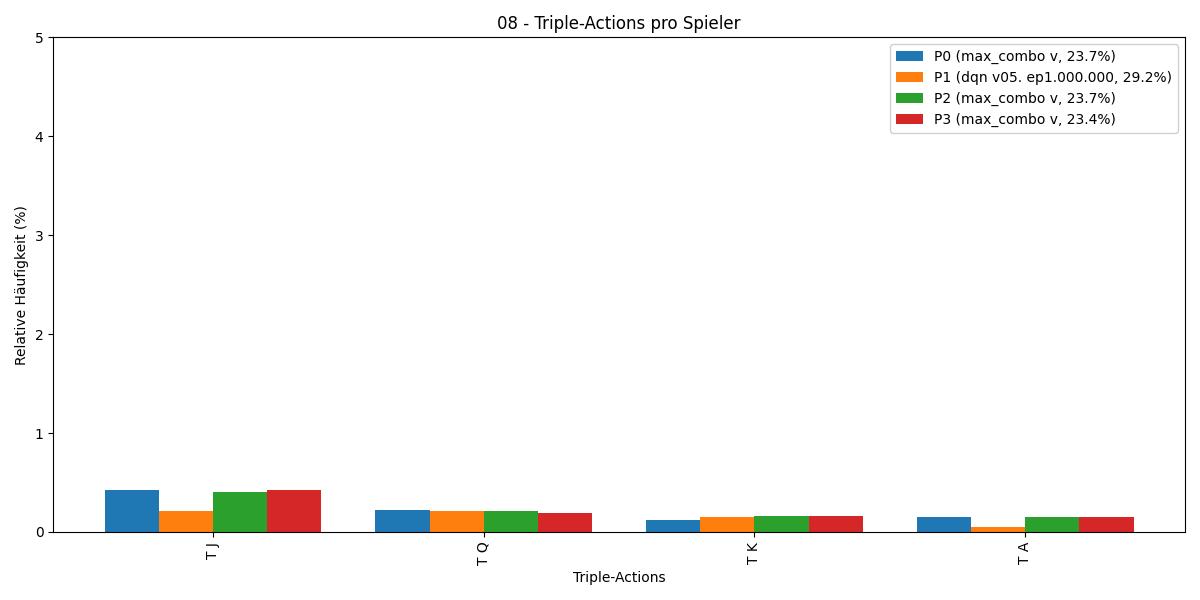 08 - Triple-Actions pro Spieler
P0 (max_combo v, 23.7%)
P1 (dqn v05. ep1.000.000, 29.2%)
P2 (max_combo v, 23.7%)
P3 (max_combo v, 23.4%)
Relative Häufigkeit (%)
5
4
3
2
1
0
T J
T Q
T K
T A
Triple-Actions